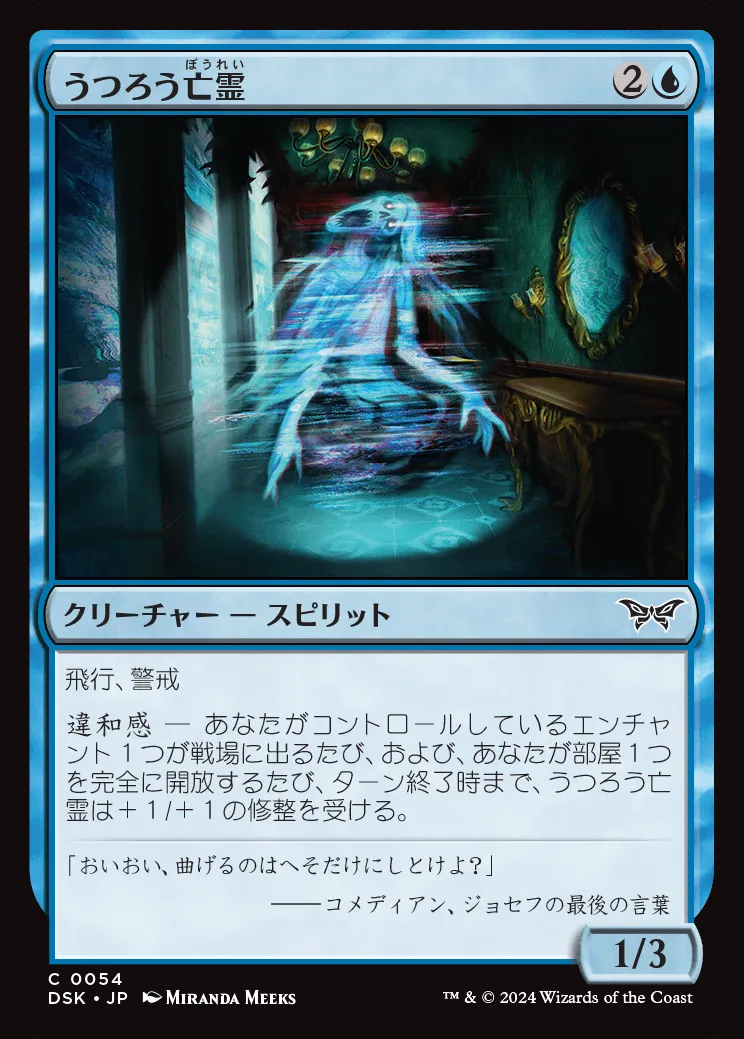 ぼうれい
うつろう亡霊
2
クリーチャー — スピリット
飛行、警戒
違和感 — あなたがコントロールしているエンチャ
ント１つが戦場に出るたび、および、あなたが部屋１つ
を完全に開放するたび、ターン終了時まで、うつろう亡
霊は＋１/＋１の修整を受ける。
「おいおい、曲げるのはへそだけにしとけよ？」
——コメディアン、ジョセフの最後の言葉
1/3
C 0054
DSK • JP MIRANDA MEEKS
™ & © 2024 Wizards of the Coast